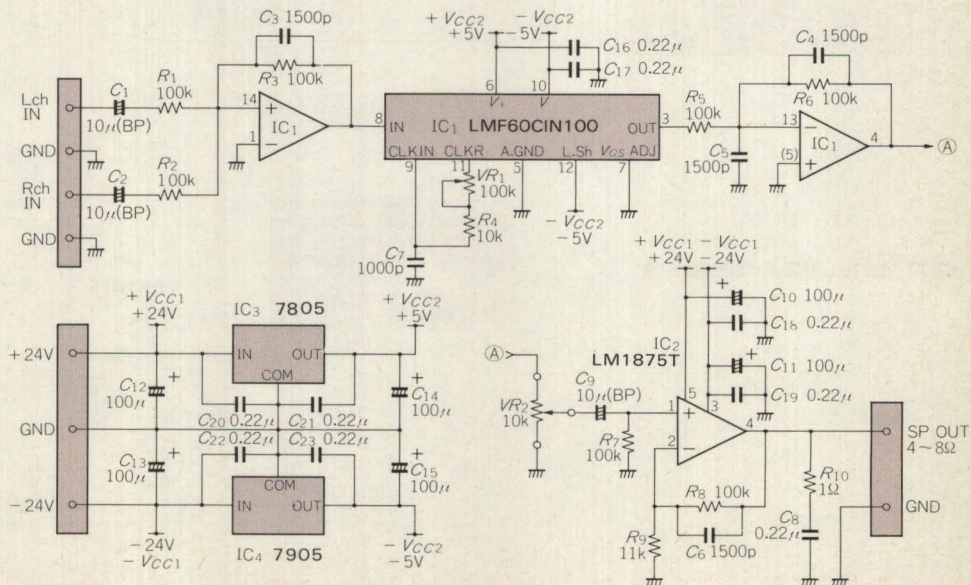 C3 1500p
R3 100k
Lch IN
C1 10μ(BP)
R1 100k
14
1
IC1
GND
Rch IN
C2 10μ(BP)
R2 100k
GND
+VCC2 +5V
-VCC2 -5V
C16 0.22μ
C17 0.22μ
6
10
V+
V-
8
IN
IC1 LMF60CIN100
OUT
3
CLKIN
CLKR
A.GND
L.Sh
VOS ADJ
9
11
5
12
7
VR1 100k
R4 10k
C7 1000p
-VCC2 -5V
R5 100k
C5 1500p
C4 1500p
R6 100k
13
(5)
IC1
4
Ⓐ
+VCC1 +24V
IC3 7805
+VCC2 +5V
+24V
IN
OUT
COM
C12 100μ
C20 0.22μ
C21 0.22μ
C14 100μ
GND
C22 0.22μ
C23 0.22μ
C13 100μ
C15 100μ
COM
-24V
IN
OUT
-24V -VCC1
IC4 7905
-VCC2 -5V
+VCC1 +24V
-VCC1 -24V
C10 100μ
C18 0.22μ
C11 100μ
C19 0.22μ
IC2 LM1875T
Ⓐ
VR2 10k
C9 10μ(BP)
R7 100k
1
2
5
3
4
R8 100k
C6 1500p
R9 11k
R10 1Ω
C8 0.22μ
SP OUT 4~8Ω
GND